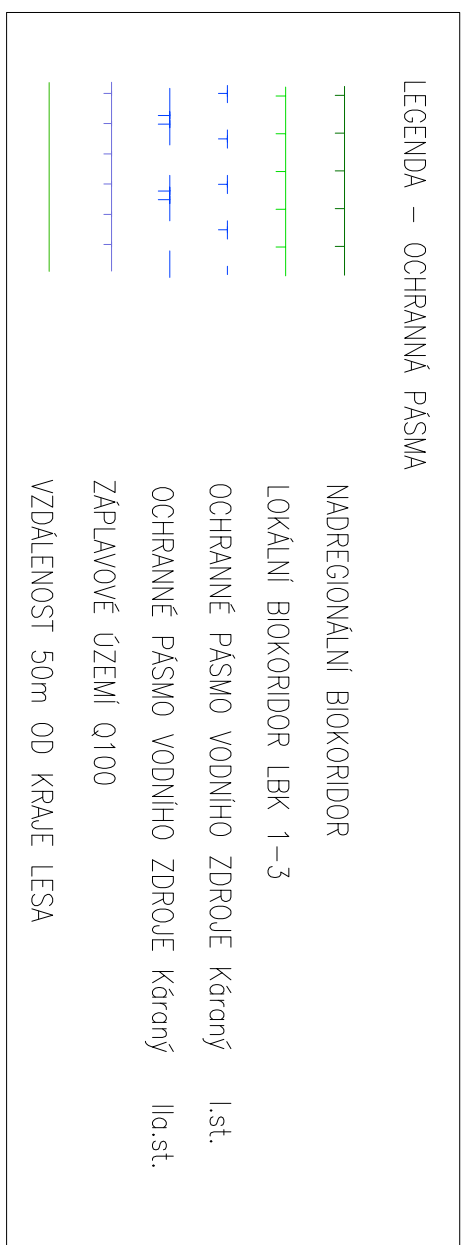 LEGENDA – OCHRANNÁ PÁSMA
NADREGIONÁLNÍ BIOKORIDOR
LOKÁLNÍ BIOKORIDOR LBK 1–3
OCHRANNÉ PÁSMO VODNÍHO ZDROJE Káraný I.st.
OCHRANNÉ PÁSMO VODNÍHO ZDROJE Káraný IIa.st.
ZÁPLAVOVÉ ÚZEMÍ Q100
VZDÁLENOST 50m OD KRAJE LESA